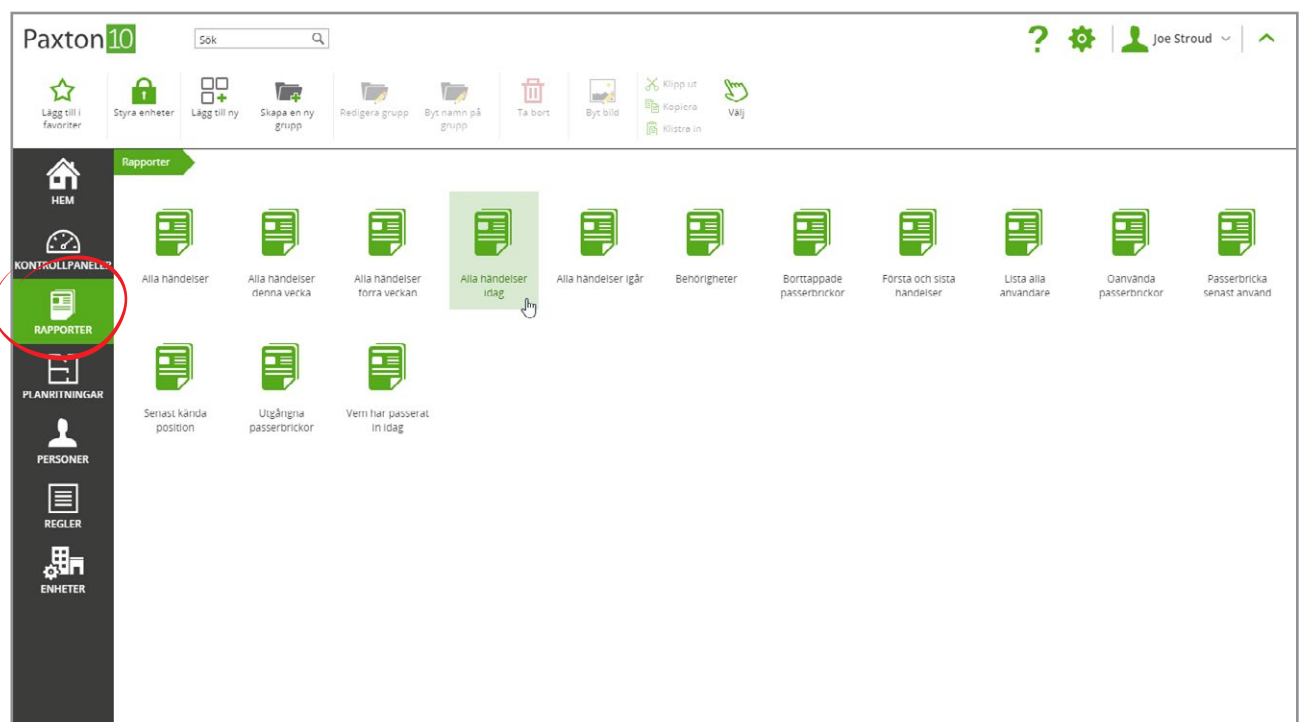 Paxton10
Sök
Joe Stroud
Lägg till i
favoriter
Styra enheter
Lägg till ny
Skapa en ny
grupp
Redigera grupp
Byt namn på
grupp
Ta bort
Byt bild
Klipp ut
Kopiera
Klistra in
Välj
HEM
KONTROLLPANELER
RAPPORTER
PLANRITNINGAR
PERSONER
REGLER
ENHETER
Rapporter
Alla händelser
Alla händelser
denna vecka
Alla händelser
förra veckan
Alla händelser
idag
Alla händelser igår
Behörigheter
Borttappade
passerbrickor
Första och sista
händelser
Lista alla
användare
Oanvända
passerbrickor
Passerbricka
senast använd
Senast kända
position
Utgångna
passerbrickor
Vem har passerat
in idag